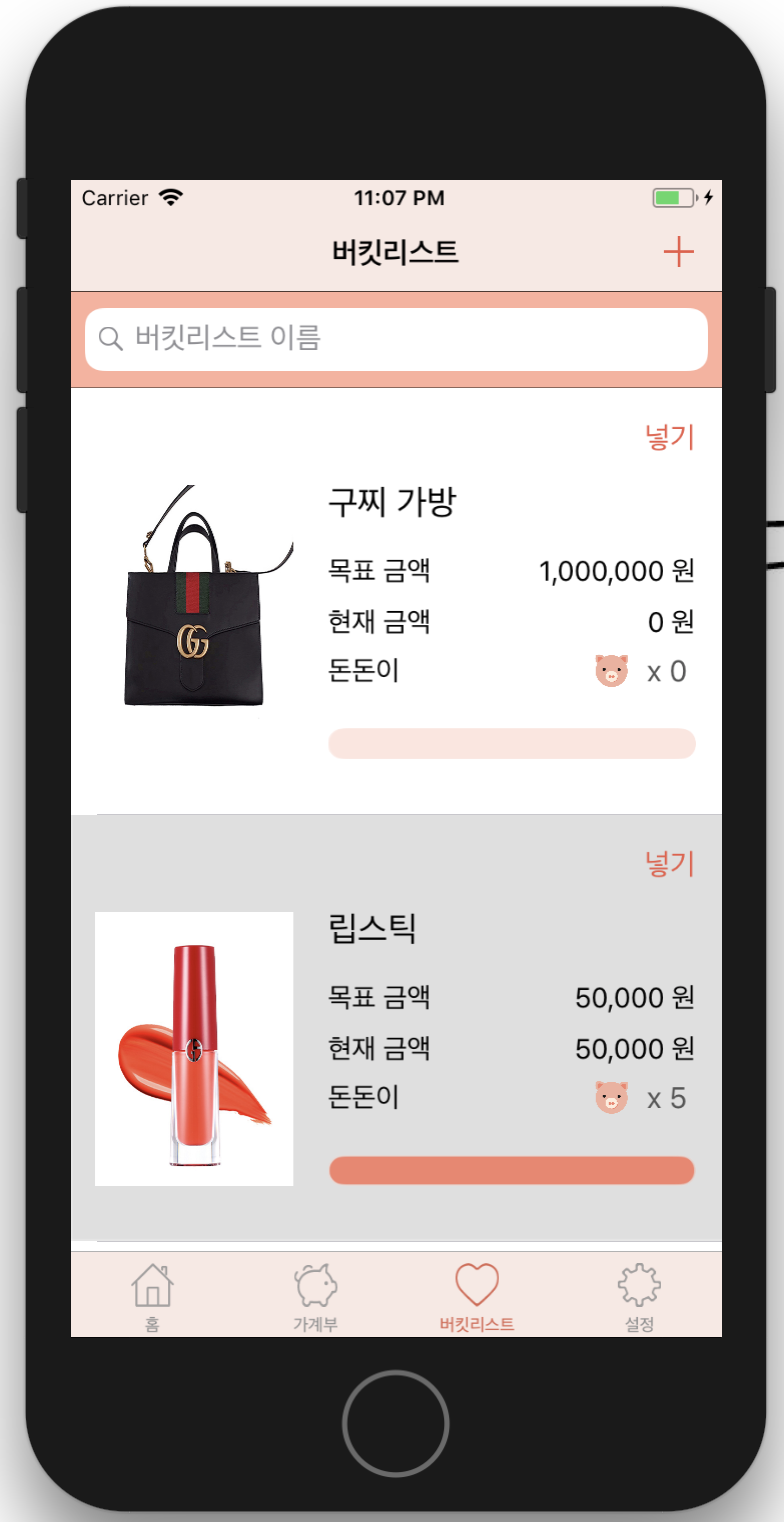 Carrier 11:07 PM
버킷리스트
버킷리스트 이름
넣기
구찌 가방
목표 금액 1,000,000 원
현재 금액 0 원
돈돈이 x 0
넣기
립스틱
목표 금액 50,000 원
현재 금액 50,000 원
돈돈이 x 5
홈 가계부 버킷리스트 설정